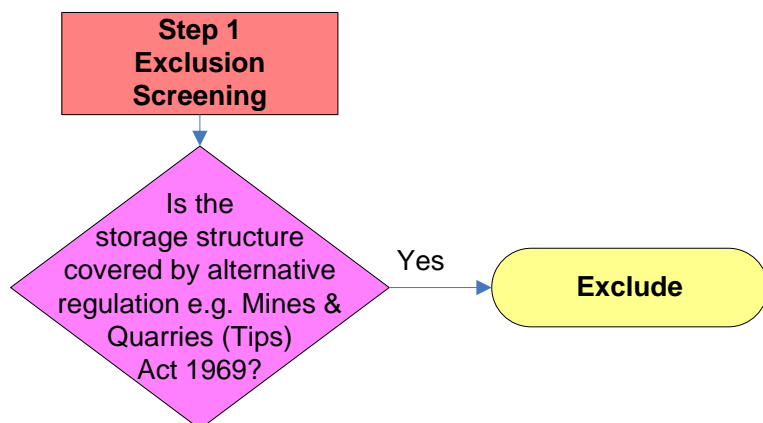 Step 1
Exclusion
Screening
Is the
storage structure
covered by alternative
regulation e.g. Mines &
Quarries (Tips)
Act 1969?
Yes
Exclude